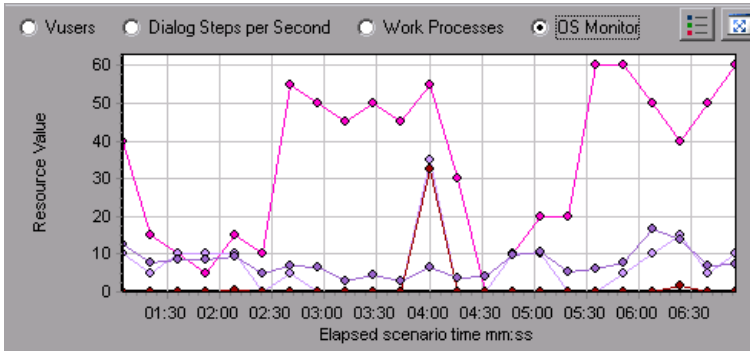 Vusers Dialog Steps per Second Work Processes OS Monitor
60
50
40
30
20
10
0
Resource Value
01:30 02:00 02:30 03:00 03:30 04:00 04:30 05:00 05:30 06:00 06:30
Elapsed scenario time mm:ss